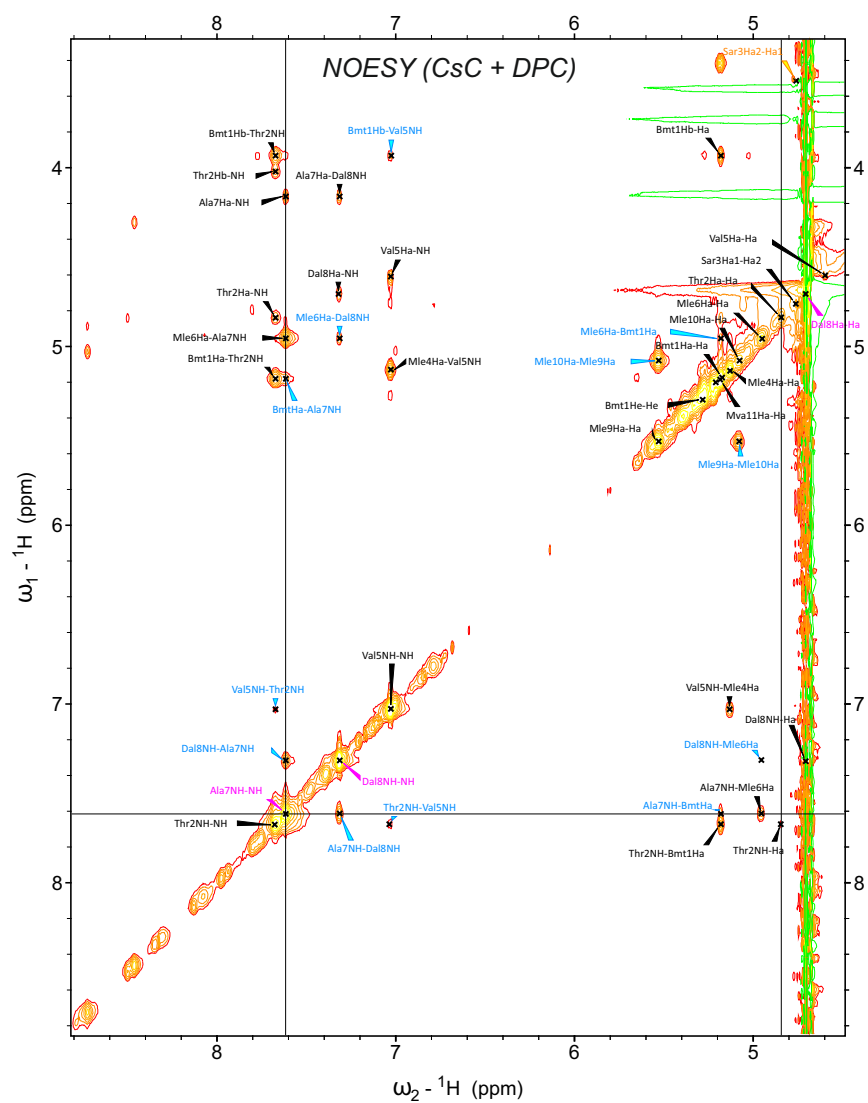 8 7 6 5
NOESY (CsC + DPC)
Sar3Ha2-Ha1
Bmt1Hb-Thr2NH
Bmt1Hb-Val5NH
Bmt1Hb-Ha
4 4
Thr2Hb-NH
Ala7Ha-Dal8NH
Ala7Ha-NH
Val5Ha-Ha
Val5Ha-NH
Sar3Ha1-Ha2
Dal8Ha-NH
Thr2Ha-Ha
Thr2Ha-NH
Mle6Ha-Dal8NH
Mle6Ha-Ha
Mle10Ha-Ha
Dal8Ha-Ha
Mle6Ha-Ala7NH
Mle6Ha-Bmt1Ha
5 5
Bmt1Ha-Ha
Bmt1Ha-Thr2NH
Mle4Ha-Val5NH
Mle10Ha-Mle9Ha
Mle4Ha-Ha
BmtHa-Ala7NH
Bmt1He-He
Mva11Ha-Ha
Mle9Ha-Ha
Mle9Ha-Mle10Ha
ω1 - 1H (ppm)
6 6
Val5NH-NH
Val5NH-Thr2NH
Val5NH-Mle4Ha
7 7
Dal8NH-Ha
Dal8NH-Ala7NH
Dal8NH-Mle6Ha
Dal8NH-NH
Ala7NH-NH
Ala7NH-Mle6Ha
Thr2NH-Val5NH
Ala7NH-BmtHa
Thr2NH-NH
Ala7NH-Dal8NH
Thr2NH-Bmt1Ha
Thr2NH-Ha
8 8
8 7 6 5
ω2 - 1H (ppm)